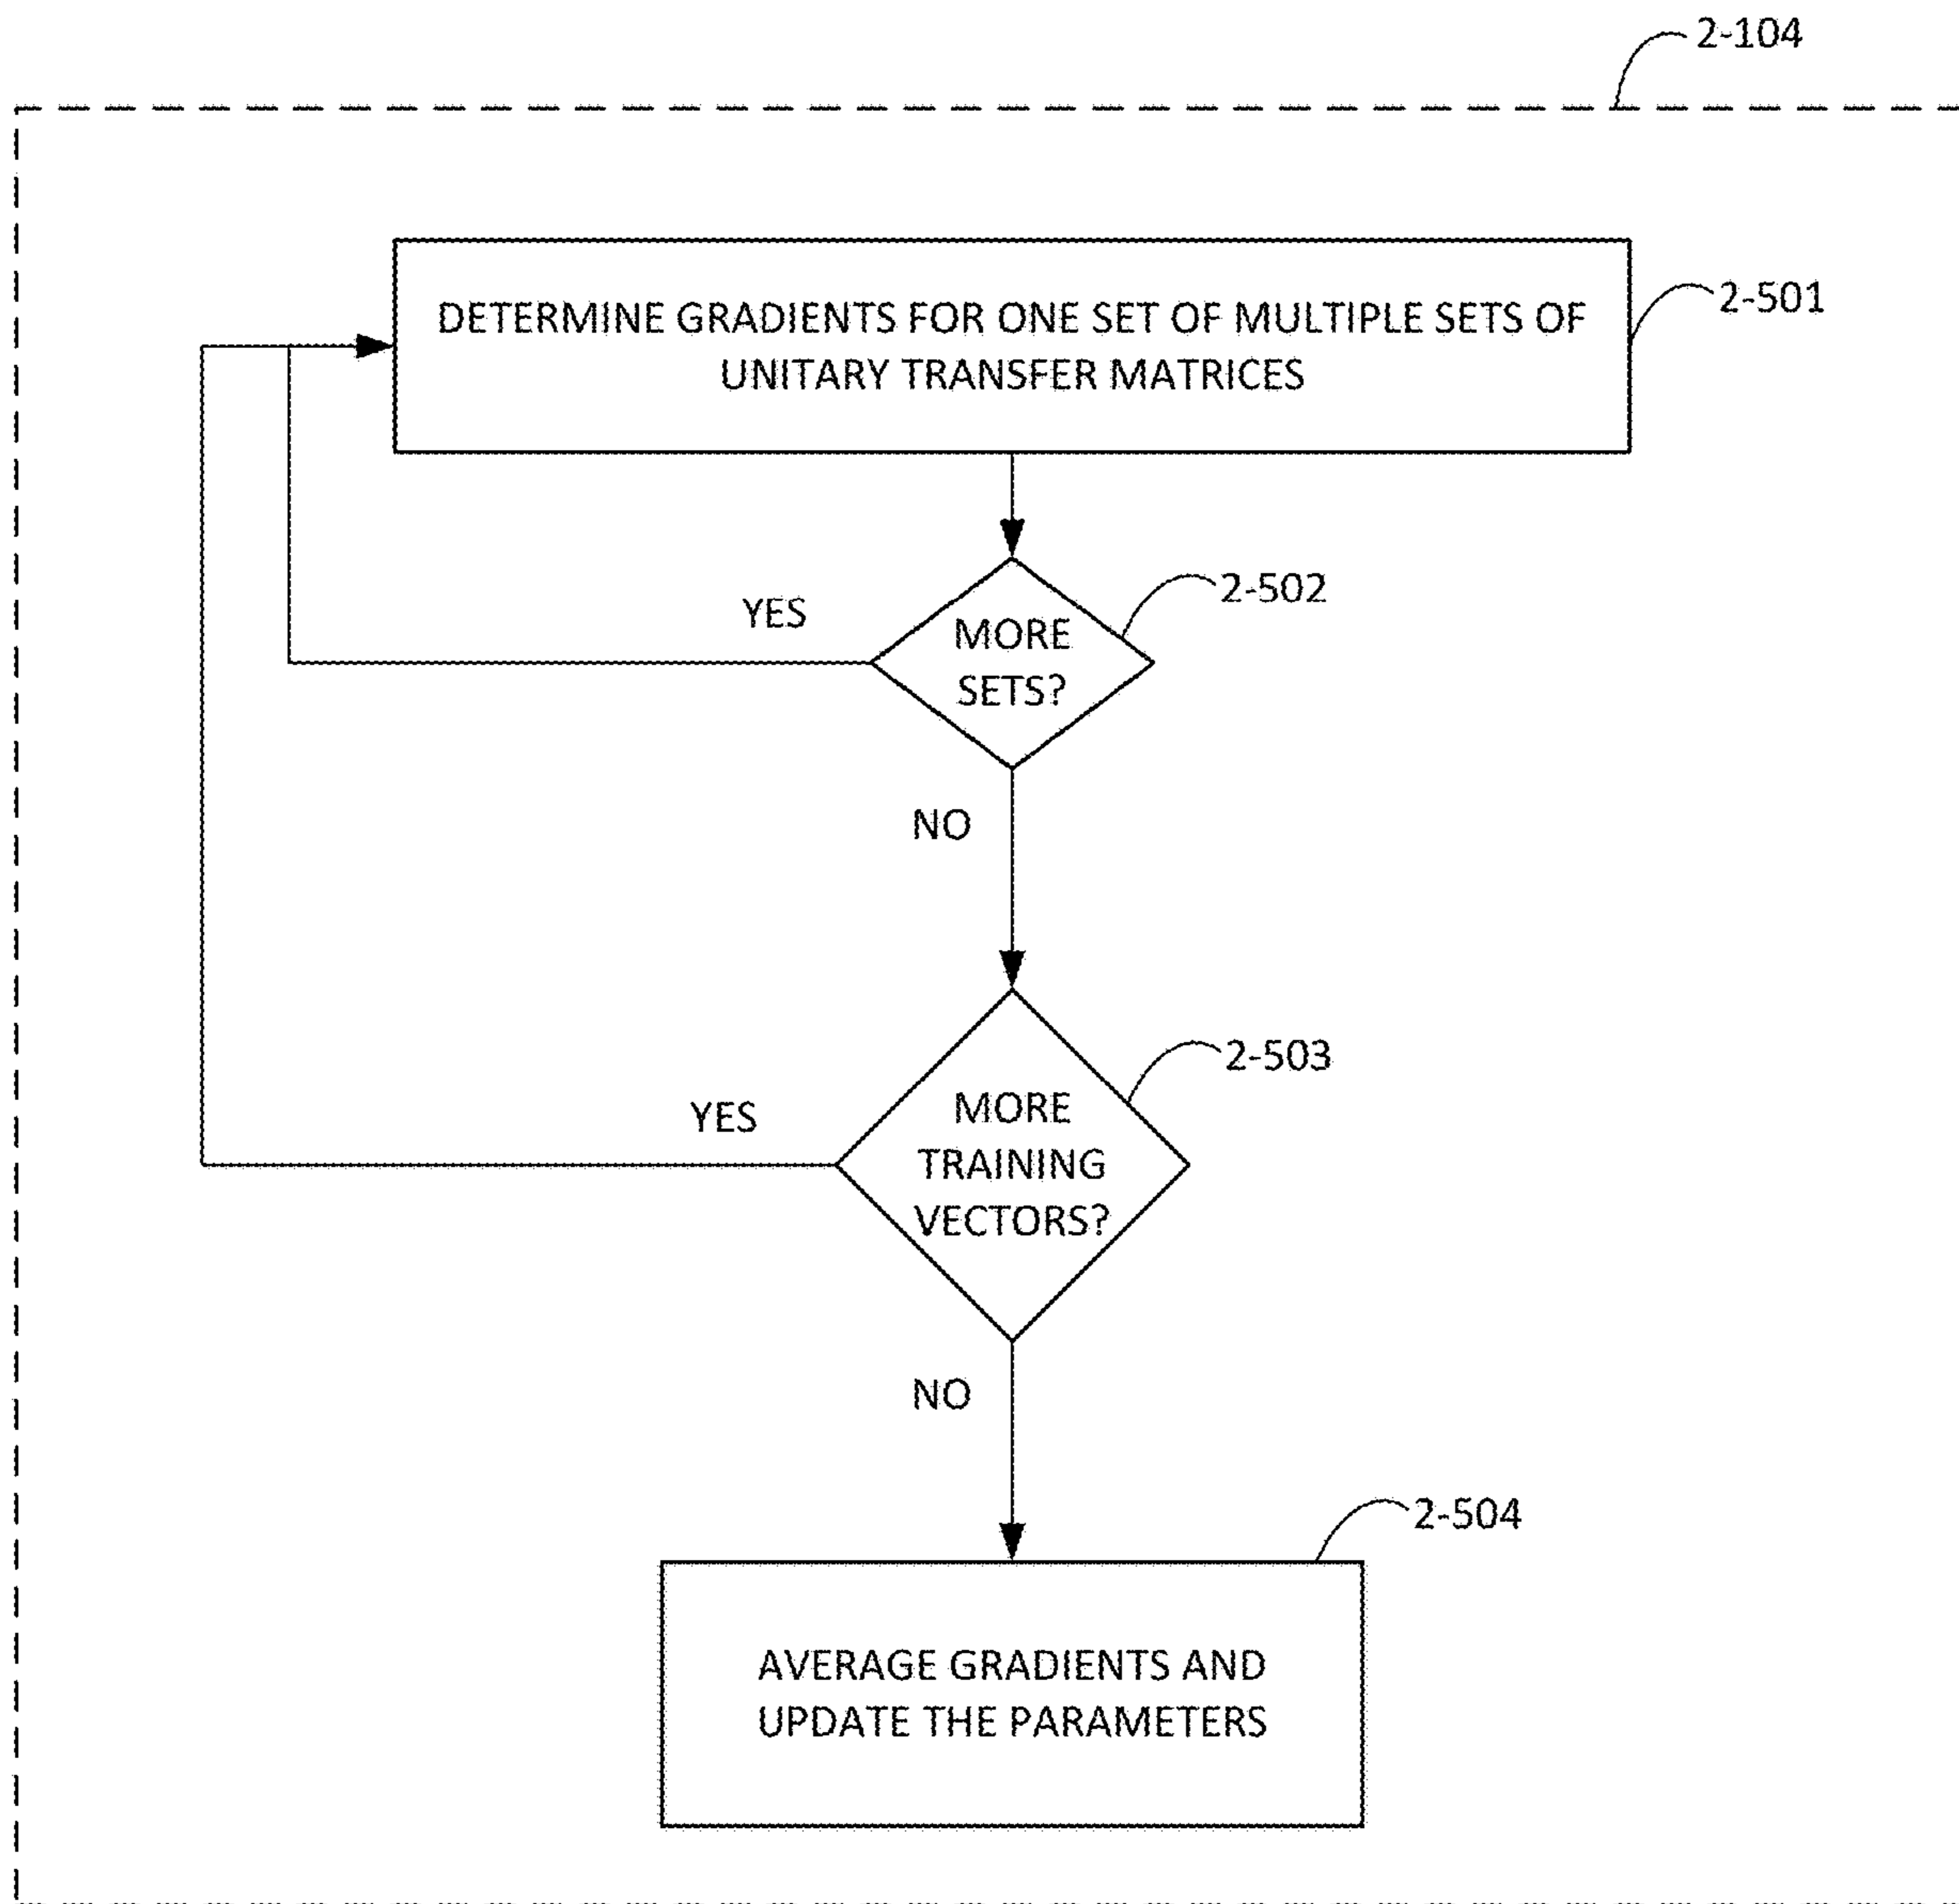 2-104
DETERMINE GRADIENTS FOR ONE SET OF MULTIPLE SETS OF
UNITARY TRANSFER MATRICES
2-501
2-502
YES
MORE
SETS?
NO
2-503
YES
MORE
TRAINING
VECTORS?
NO
2-504
AVERAGE GRADIENTS AND
UPDATE THE PARAMETERS